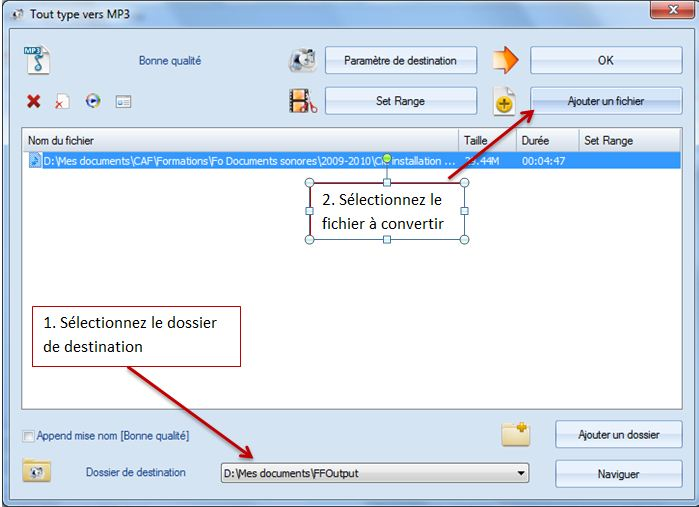 Tout type vers MP3
MP3
Bonne qualité
Paramètre de destination
OK
Set Range
Ajouter un fichier
Nom du fichier Taille Durée Set Range
D:\Mes documents\CAF\Formations\Fo Documents sonores\2009-2010\C installation ... .44M 00:04:47
2. Sélectionnez le
fichier à convertir
1. Sélectionnez le dossier
de destination
Append mise nom [Bonne qualité]
Ajouter un dossier
Dossier de destination
D:\Mes documents\FFOutput
Naviguer